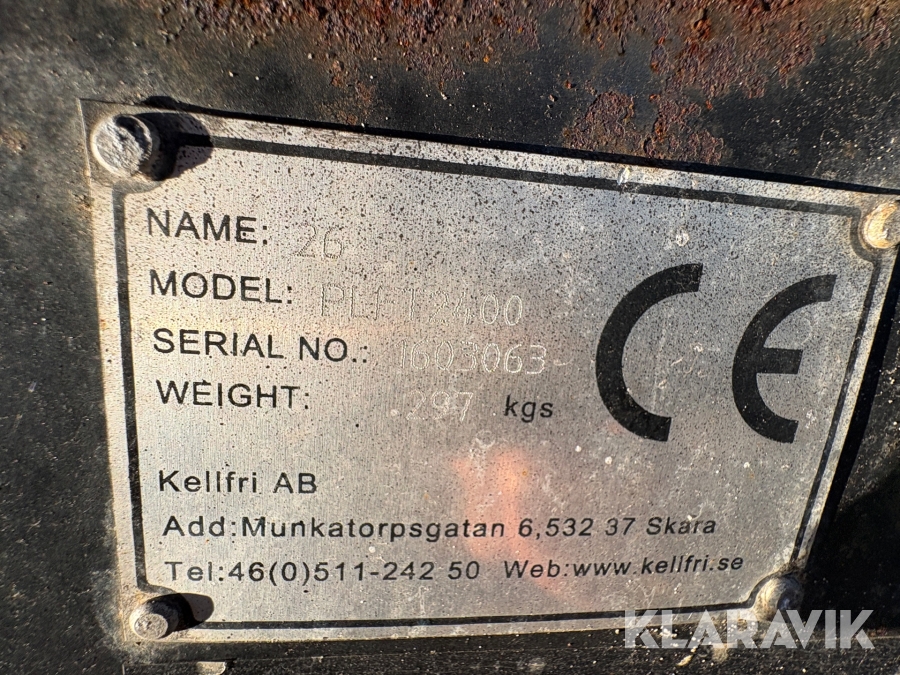 NAME: 26
MODEL:
SERIAL NO.: 1603063
WEIGHT: 297 kgs
CE
Kellfri AB
Add:Munkatorpsgatan 6,532 37 Skara
Tel:46(0)511-242 50 Web:www.kellfri.se
KLARAVIK